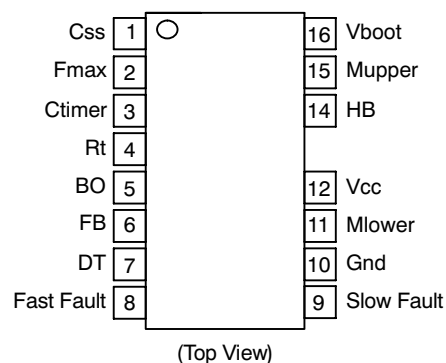 Css 1 16 Vboot
Fmax 2 15 Mupper
Ctimer 3 14 HB
Rt 4
BO 5 12 Vcc
FB 6 11 Mlower
DT 7 10 Gnd
Fast Fault 8 9 Slow Fault
(Top View)